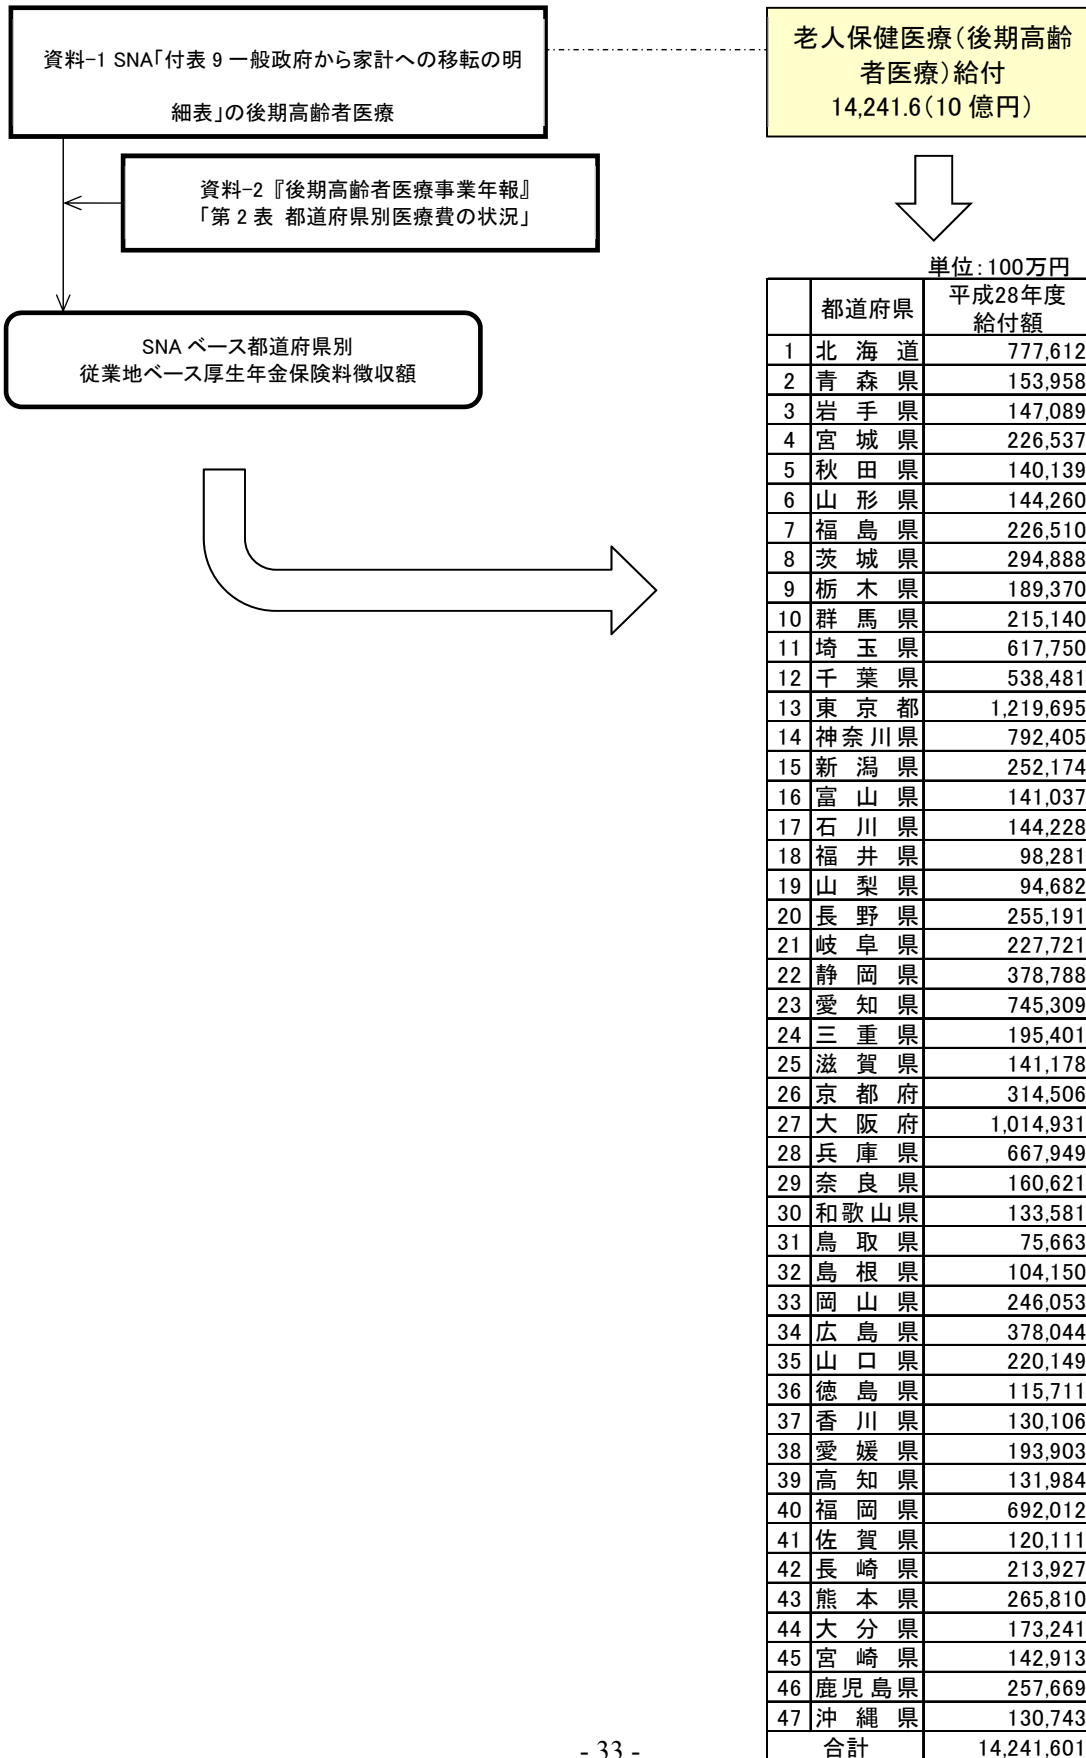 資料-1 SNA「付表 9 一般政府から家計への移転の明
細表」の後期高齢者医療
資料-2『後期高齢者医療事業年報』
「第 2 表 都道府県別医療費の状況」
SNA ベース都道府県別
従業地ベース厚生年金保険料徴収額
老人保健医療(後期高齢
者医療)給付
14,241.6(10 億円)
単位:100万円
都道府県 平成28年度
給付額
1 北海道 777,612
2 青森県 153,958
3 岩手県 147,089
4 宮城県 226,537
5 秋田県 140,139
6 山形県 144,260
7 福島県 226,510
8 茨城県 294,888
9 栃木県 189,370
10 群馬県 215,140
11 埼玉県 617,750
12 千葉県 538,481
13 東京都 1,219,695
14 神奈川県 792,405
15 新潟県 252,174
16 富山県 141,037
17 石川県 144,228
18 福井県 98,281
19 山梨県 94,682
20 長野県 255,191
21 岐阜県 227,721
22 静岡県 378,788
23 愛知県 745,309
24 三重県 195,401
25 滋賀県 141,178
26 京都府 314,506
27 大阪府 1,014,931
28 兵庫県 667,949
29 奈良県 160,621
30 和歌山県 133,581
31 鳥取県 75,663
32 島根県 104,150
33 岡山県 246,053
34 広島県 378,044
35 山口県 220,149
36 徳島県 115,711
37 香川県 130,106
38 愛媛県 193,903
39 高知県 131,984
40 福岡県 692,012
41 佐賀県 120,111
42 長崎県 213,927
43 熊本県 265,810
44 大分県 173,241
45 宮崎県 142,913
46 鹿児島県 257,669
47 沖縄県 130,743
合計 14,241,601
- 33 -